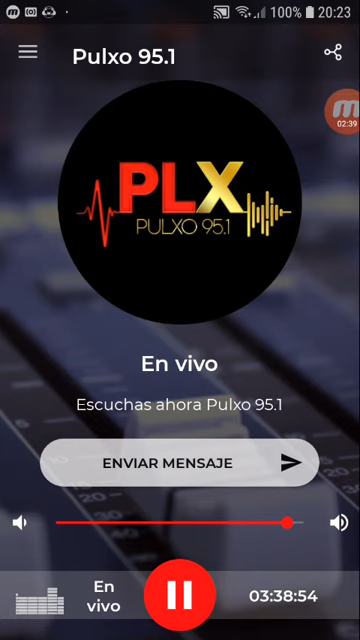 100% 20:23
Pulxo 95.1
02:39
PLX
PULXO 95.1
En vivo
Escuchas ahora Pulxo 95.1
ENVIAR MENSAJE
En
vivo
03:38:54